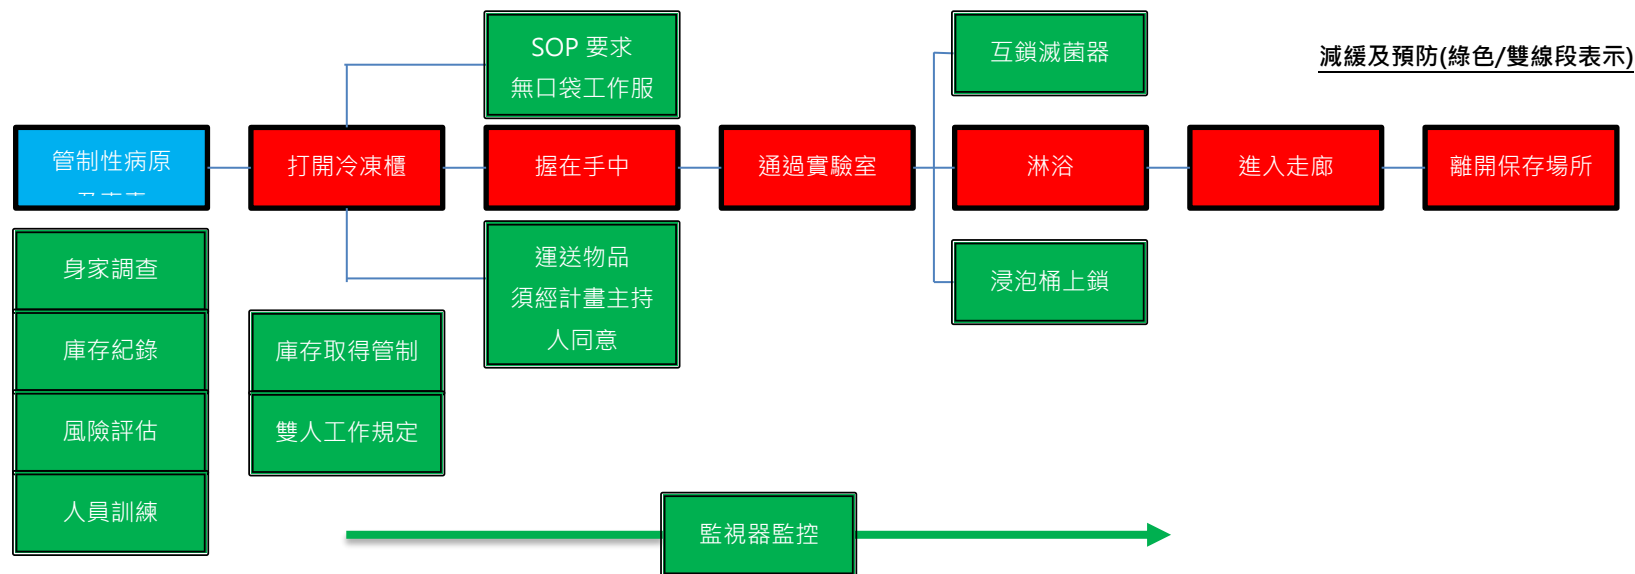 SOP 要求
無口袋工作服
互鎖滅菌器
減緩及預防(綠色/雙線段表示)
管制性病原
打開冷凍櫃
握在手中
通過實驗室
淋浴
進入走廊
離開保存場所
身家調查
運送物品
須經計畫主持
人同意
浸泡桶上鎖
庫存紀錄
庫存取得管制
風險評估
雙人工作規定
人員訓練
監視器監控